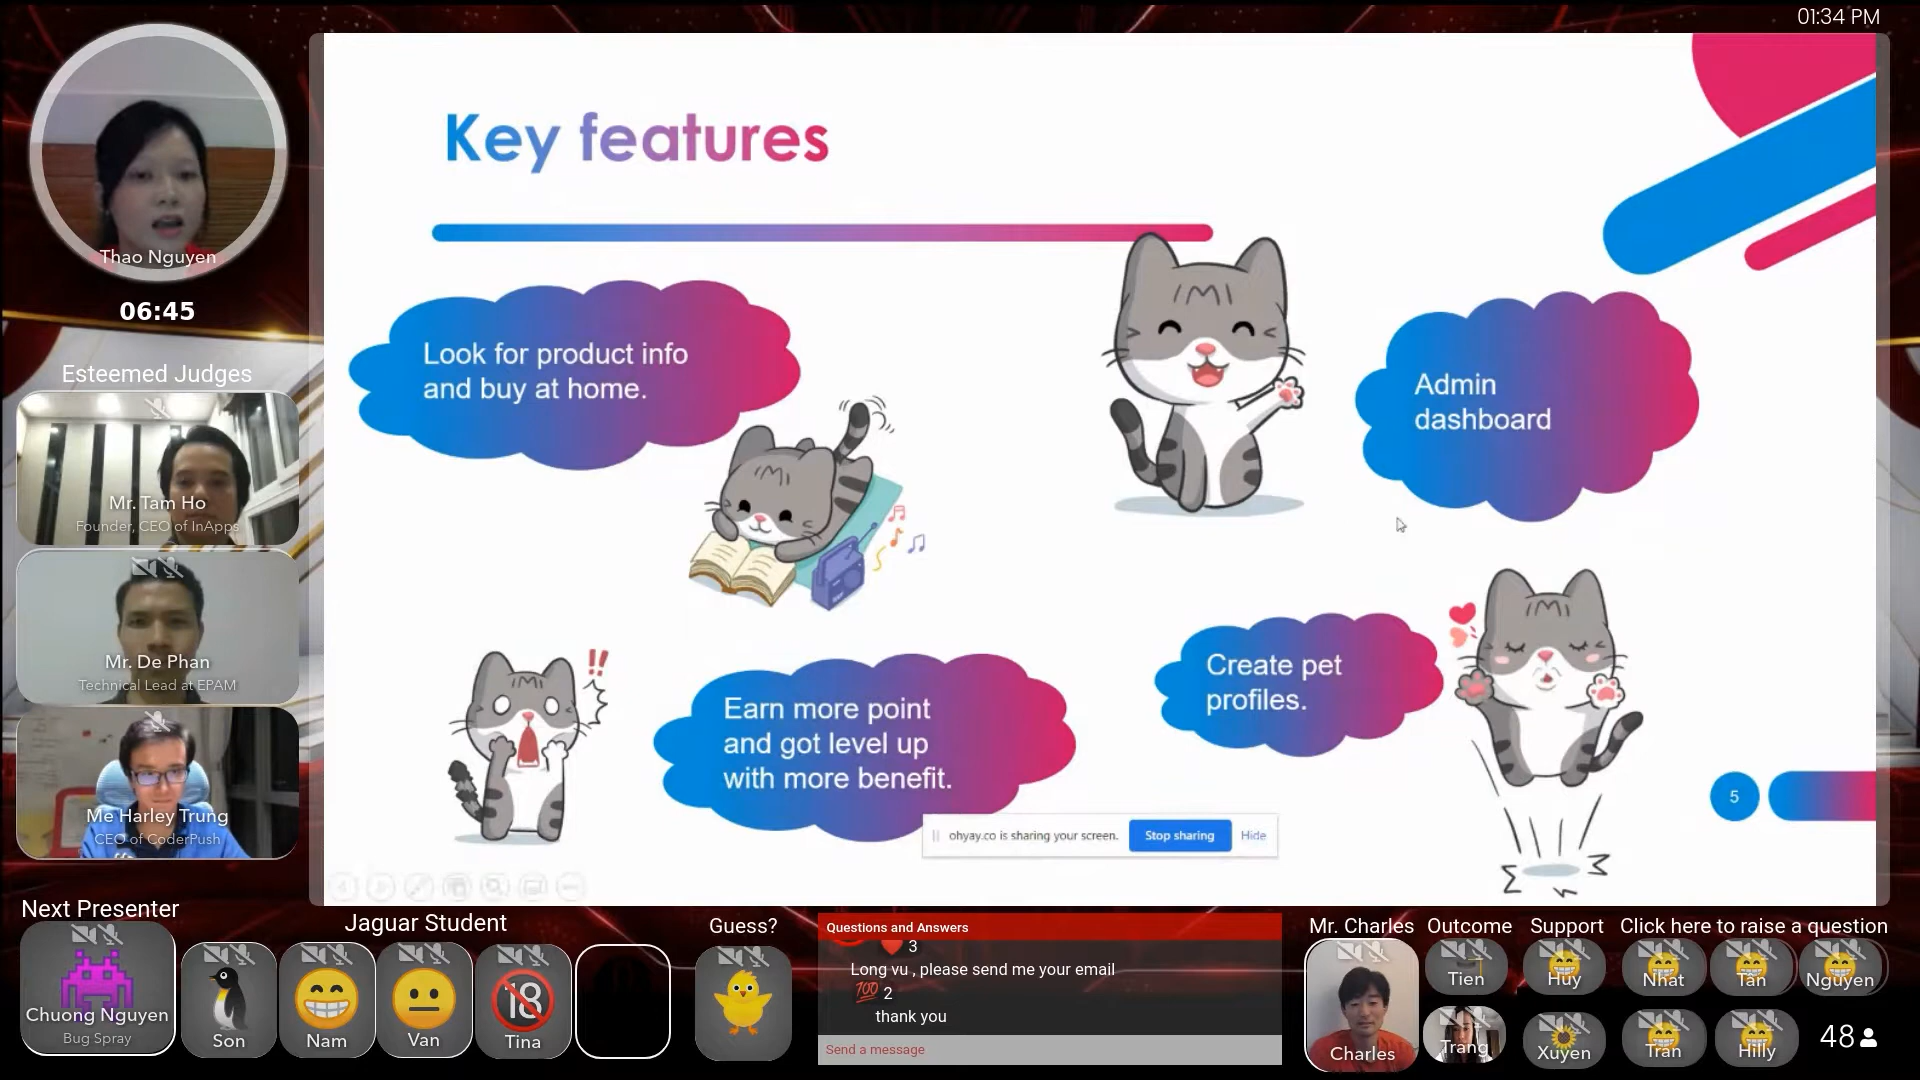 01:34 PM
Thao Nguyen
06:45
Esteemed Judges
Mr. Tam Ho
Founder, CEO of InApps
Mr. De Phan
Technical Lead at EPAM
Me Harley Trung
CEO of CoderPush
Key features
Look for product info
and buy at home.
Admin
dashboard
!!
Earn more point
and got level up
with more benefit.
Create pet
profiles.
5
ohyay.co is sharing your screen.
Stop sharing
Hide
Next Presenter
Chuong Nguyen
Bug Spray
Jaguar Student
Son
Nam
Van
18
Tina
Guess?
Questions and Answers
3
Long vu , please send me your email
100 2
thank you
Send a message
Mr. Charles
Charles
Outcome
Tien
Trang
Support
Huy
Xuyen
Click here to raise a question
Nhat
Tan
Nguyen
Tran
Hilly
48